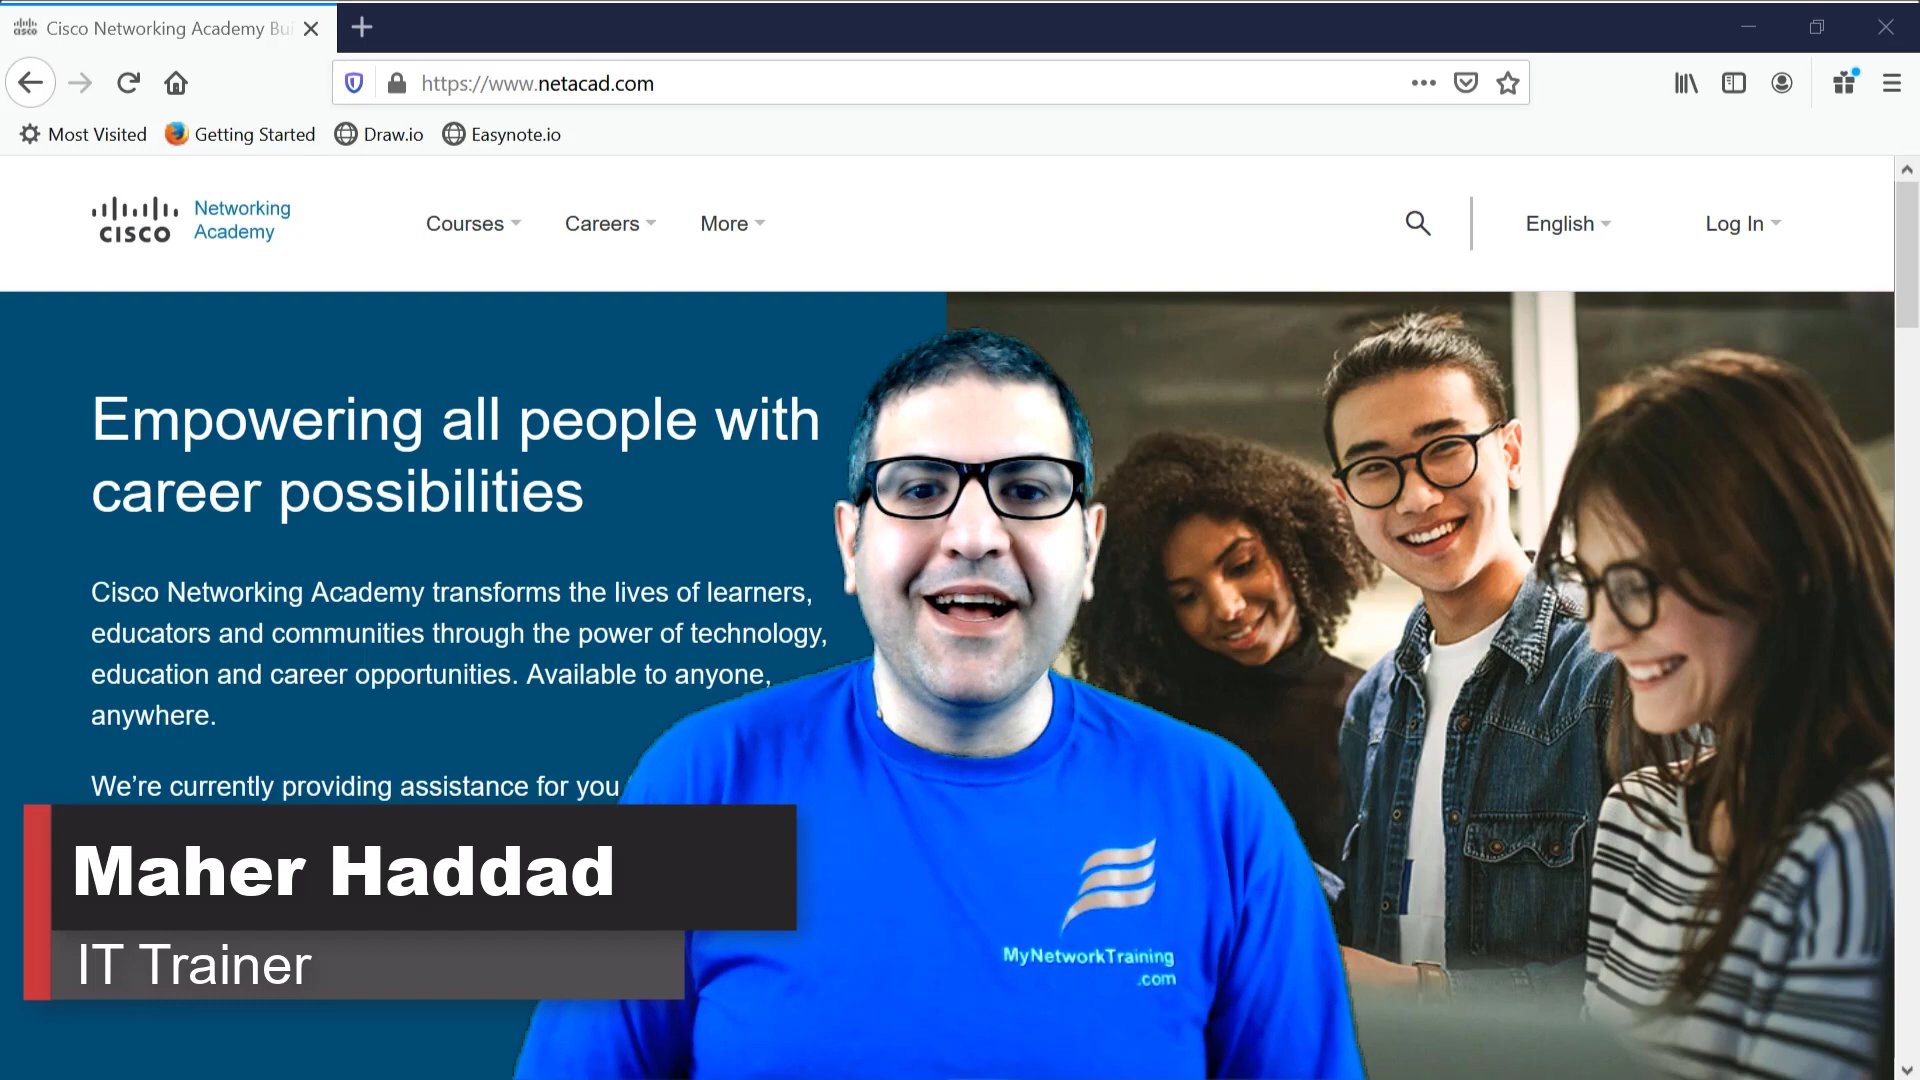 Cisco Networking Academy Bui
https://www.netacad.com
Most Visited
Getting Started
Draw.io
Easynote.io
CISCO
Networking
Academy
Courses
Careers
More
English
Log In
Empowering all people with
career possibilities
Cisco Networking Academy transforms the lives of learners,
educators and communities through the power of technology,
education and career opportunities. Available to anyone,
anywhere.
We’re currently providing assistance for you
Maher Haddad
IT Trainer
MyNetworkTraining
.com